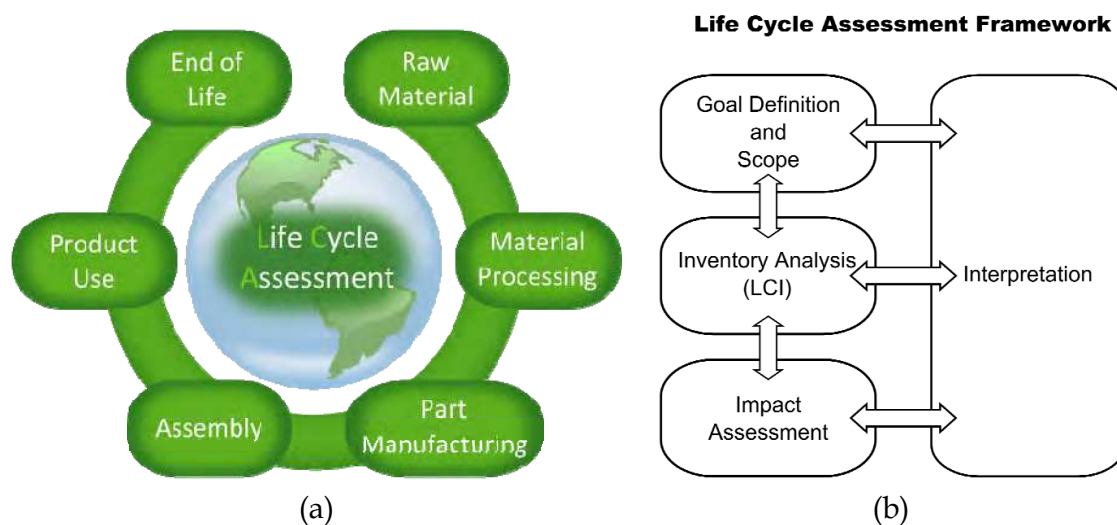 End of
Life
Raw
Material
Product
Use
Life Cycle
Assessment
Material
Processing
Assembly
Part
Manufacturing
(a)
Life Cycle Assessment Framework
Goal Definition
and
Scope
Inventory Analysis
(LCI)
Interpretation
Impact
Assessment
(b)